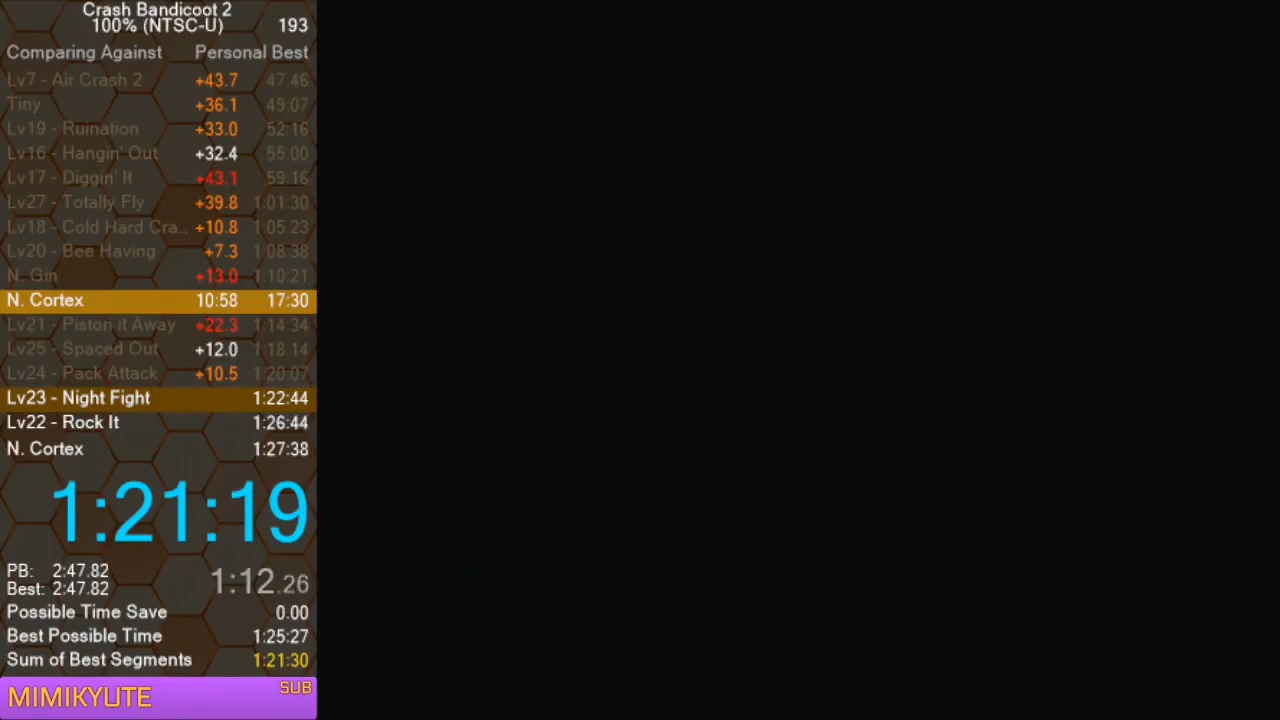 Crash Bandicoot 2
100% (NTSC-U) 193
Comparing Against Personal Best
Lv7 - Air Crash 2 +43.7 47:46
Tiny +36.1 49:07
Lv19 - Ruination +33.0 52:16
Lv16 - Hangin' Out +32.4 55:00
Lv17 - Diggin' It +43.1 59:16
Lv27 - Totally Fly +39.8 1:01:30
Lv18 - Cold Hard Cra... +10.8 1:05:23
Lv20 - Bee Having +7.3 1:08:38
N. Gin +13.0 1:10:21
N. Cortex 10:58 17:30
Lv21 - Piston it Away +22.3 1:14:34
Lv25 - Spaced Out +12.0 1:18:14
Lv24 - Pack Attack +10.5 1:20:07
Lv23 - Night Fight 1:22:44
Lv22 - Rock It 1:26:44
N. Cortex 1:27:38
1:21:19
PB: 2:47.82
Best: 2:47.82
1:12.26
Possible Time Save 0.00
Best Possible Time 1:25:27
Sum of Best Segments 1:21:30
MIMIKYUTE SUB